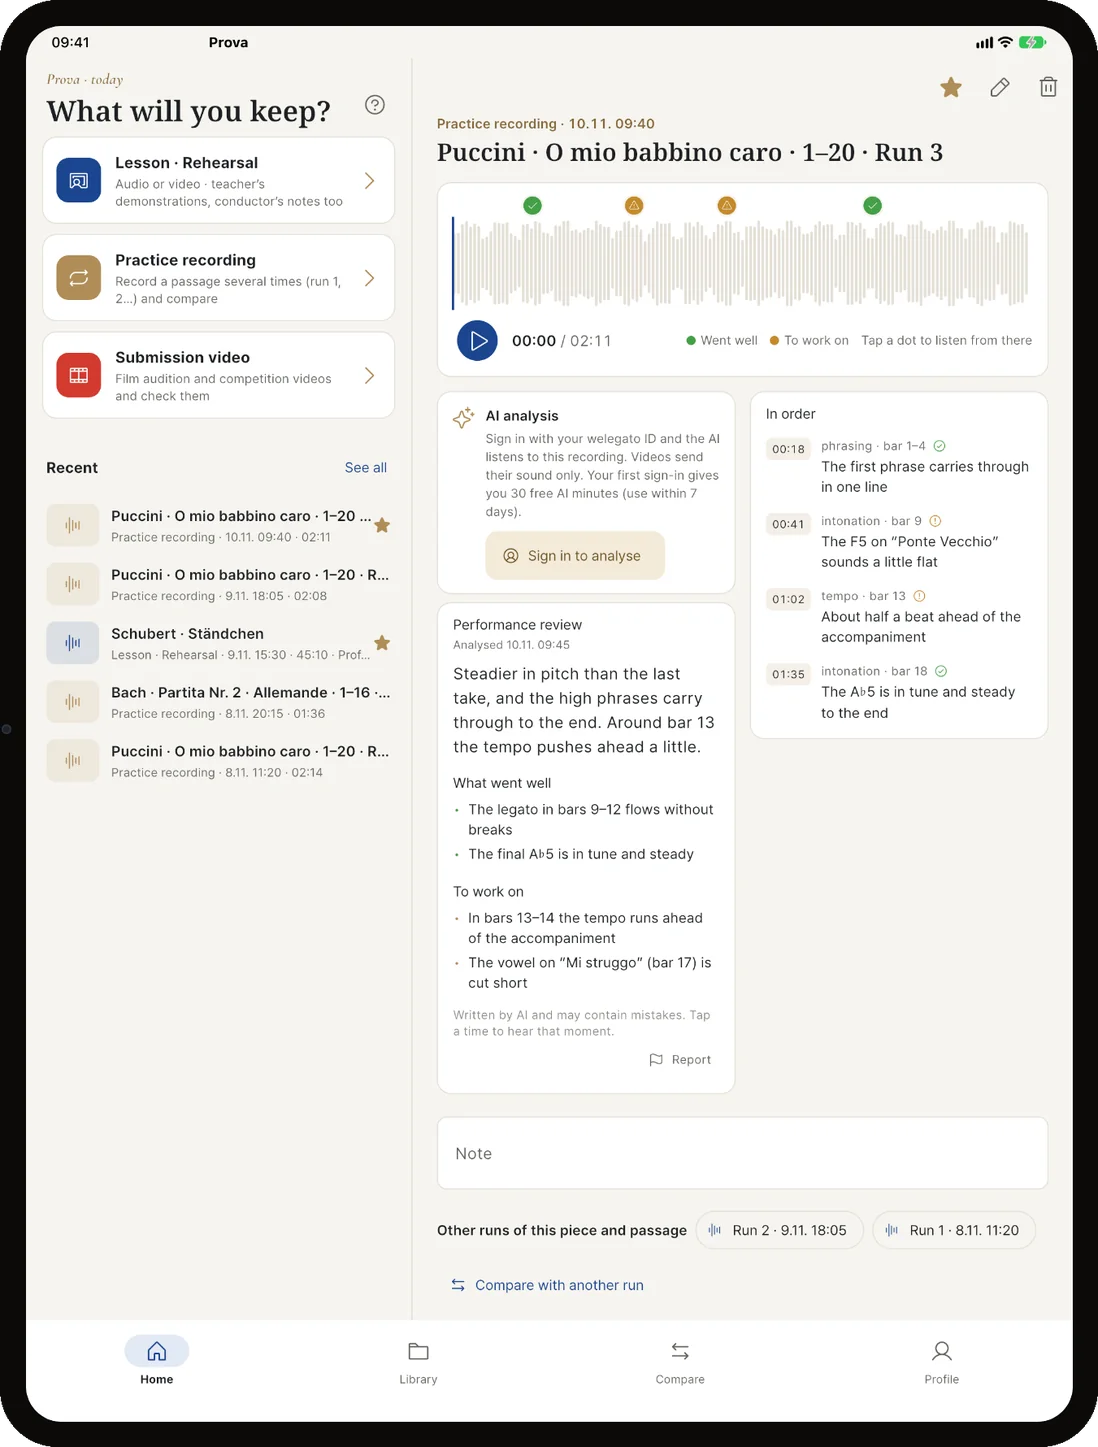 09:41
Prova
Prova · today
What will you keep?
Lesson · Rehearsal
Audio or video · teacher's
demonstrations, conductor's notes too
Practice recording
Record a passage several times (run 1,
2...) and compare
Submission video
Film audition and competition videos
and check them
Recent
See all
Puccini · O mio babbino caro · 1–20 ...
Practice recording · 10.11. 09:40 · 02:11
Puccini · O mio babbino caro · 1–20 · R...
Practice recording · 9.11. 18:05 · 02:08
Schubert · Ständchen
Lesson · Rehearsal · 9.11. 15:30 · 45:10 · Prof...
Bach · Partita Nr. 2 · Allemande · 1–16 ·...
Practice recording · 8.11. 20:15 · 01:36
Puccini · O mio babbino caro · 1–20 · R...
Practice recording · 8.11. 11:20 · 02:14
Practice recording · 10.11. 09:40
Puccini · O mio babbino caro · 1–20 · Run 3
00:00 / 02:11
Went well
To work on
Tap a dot to listen from there
AI analysis
Sign in with your welegato ID and the AI
listens to this recording. Videos send
their sound only. Your first sign-in gives
you 30 free AI minutes (use within 7
days).
Sign in to analyse
Performance review
Analysed 10.11. 09:45
Steadier in pitch than the last
take, and the high phrases carry
through to the end. Around bar 13
the tempo pushes ahead a little.
What went well
• The legato in bars 9–12 flows without
breaks
• The final A♭5 is in tune and steady
To work on
• In bars 13–14 the tempo runs ahead
of the accompaniment
• The vowel on “Mi struggo” (bar 17) is
cut short
Written by AI and may contain mistakes. Tap
a time to hear that moment.
Report
In order
00:18
phrasing · bar 1–4
The first phrase carries through
in one line
00:41
intonation · bar 9
The F5 on “Ponte Vecchio”
sounds a little flat
01:02
tempo · bar 13
About half a beat ahead of the
accompaniment
01:35
intonation · bar 18
The A♭5 is in tune and steady
to the end
Note
Other runs of this piece and passage
Run 2 · 9.11. 18:05
Run 1 · 8.11. 11:20
Compare with another run
Home
Library
Compare
Profile